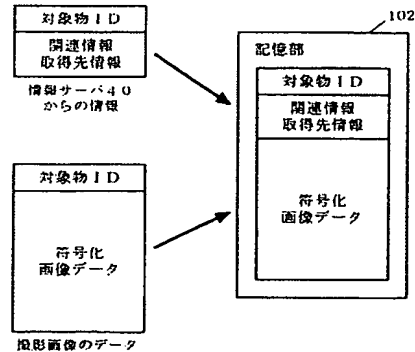 対象物ID
関連情報
取得先情報
情報サーバ40
からの情報
対象物ID
符号化
画像データ
撮影画像のデータ
102
記憶部
対象物ID
関連情報
取得先情報
符号化
画像データ